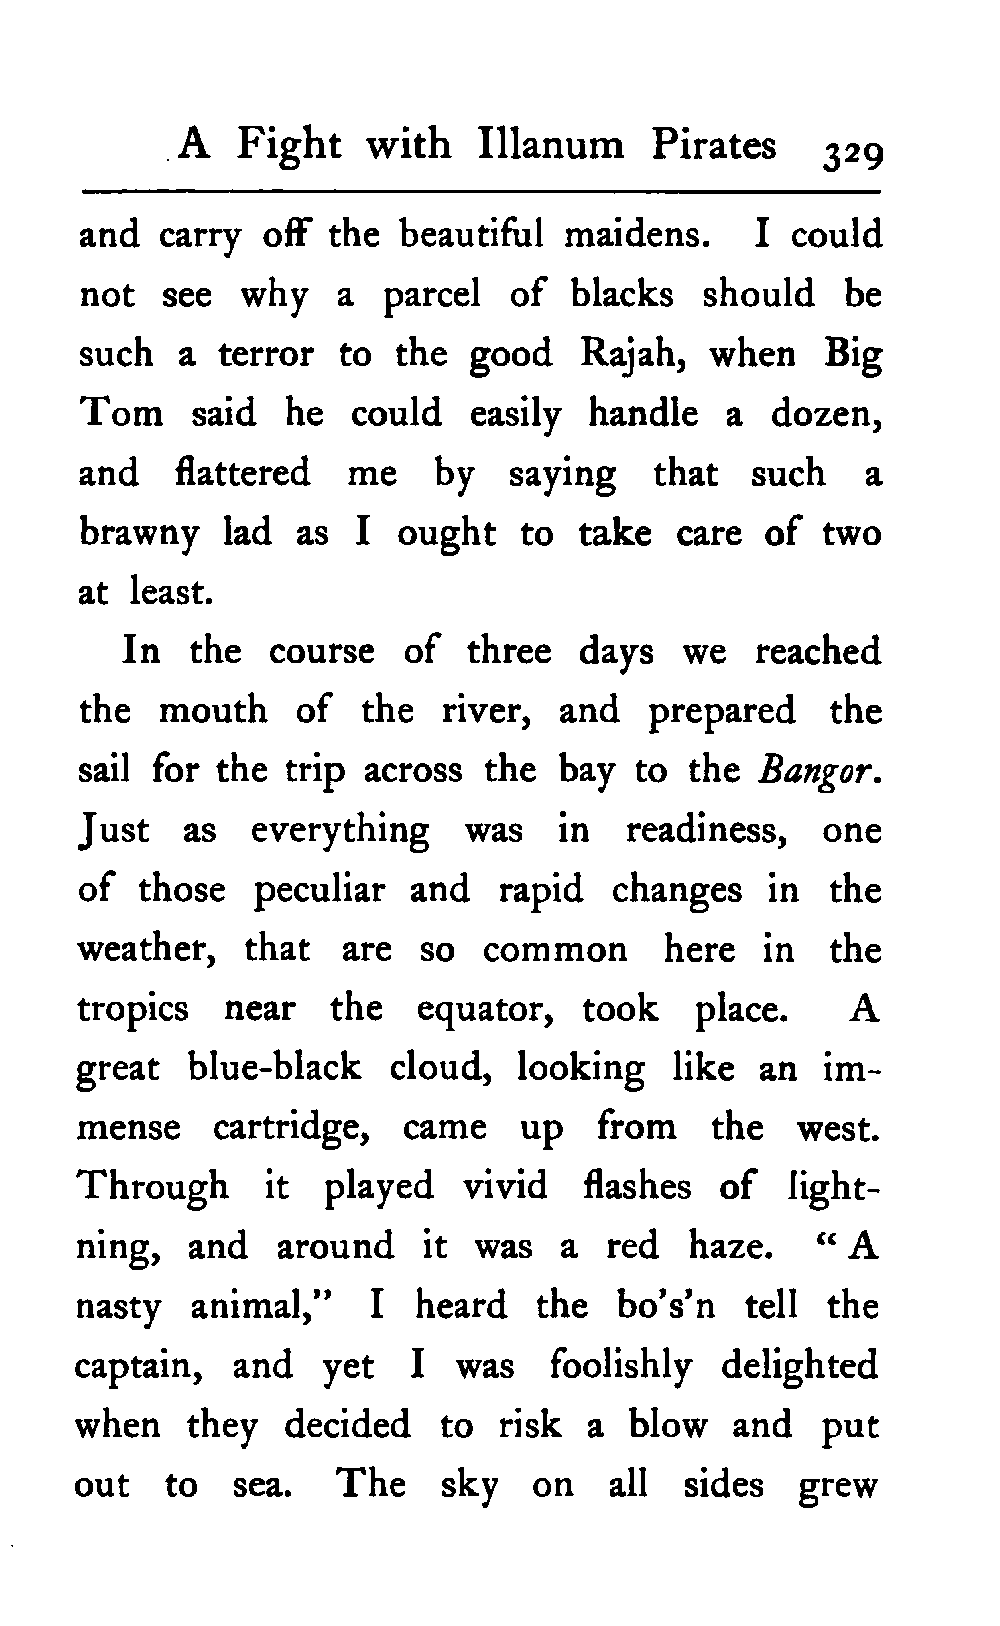 A Fight with Illanum Pirates 329
and carry off the beautiful maidens. I could
not see why a parcel of blacks should be
such a terror to the good Rajah, when Big
Tom said he could easily handle a dozen,
and flattered me by saying that such a
brawny lad as I ought to take care of two
at least.
In the course of three days we reached
the mouth of the river, and prepared the
sail for the trip across the bay to the Bangor.
Just as everything was in readiness, one
of those peculiar and rapid changes in the
weather, that are so common here in the
tropics near the equator, took place. A
great blue-black cloud, looking like an im-
mense cartridge, came up from the west.
Through it played vivid flashes of light-
ning, and around it was a red haze. “A
nasty animal,” I heard the bo’s’n tell the
captain, and yet I was foolishly delighted
when they decided to risk a blow and put
out to sea. The sky on all sides grew